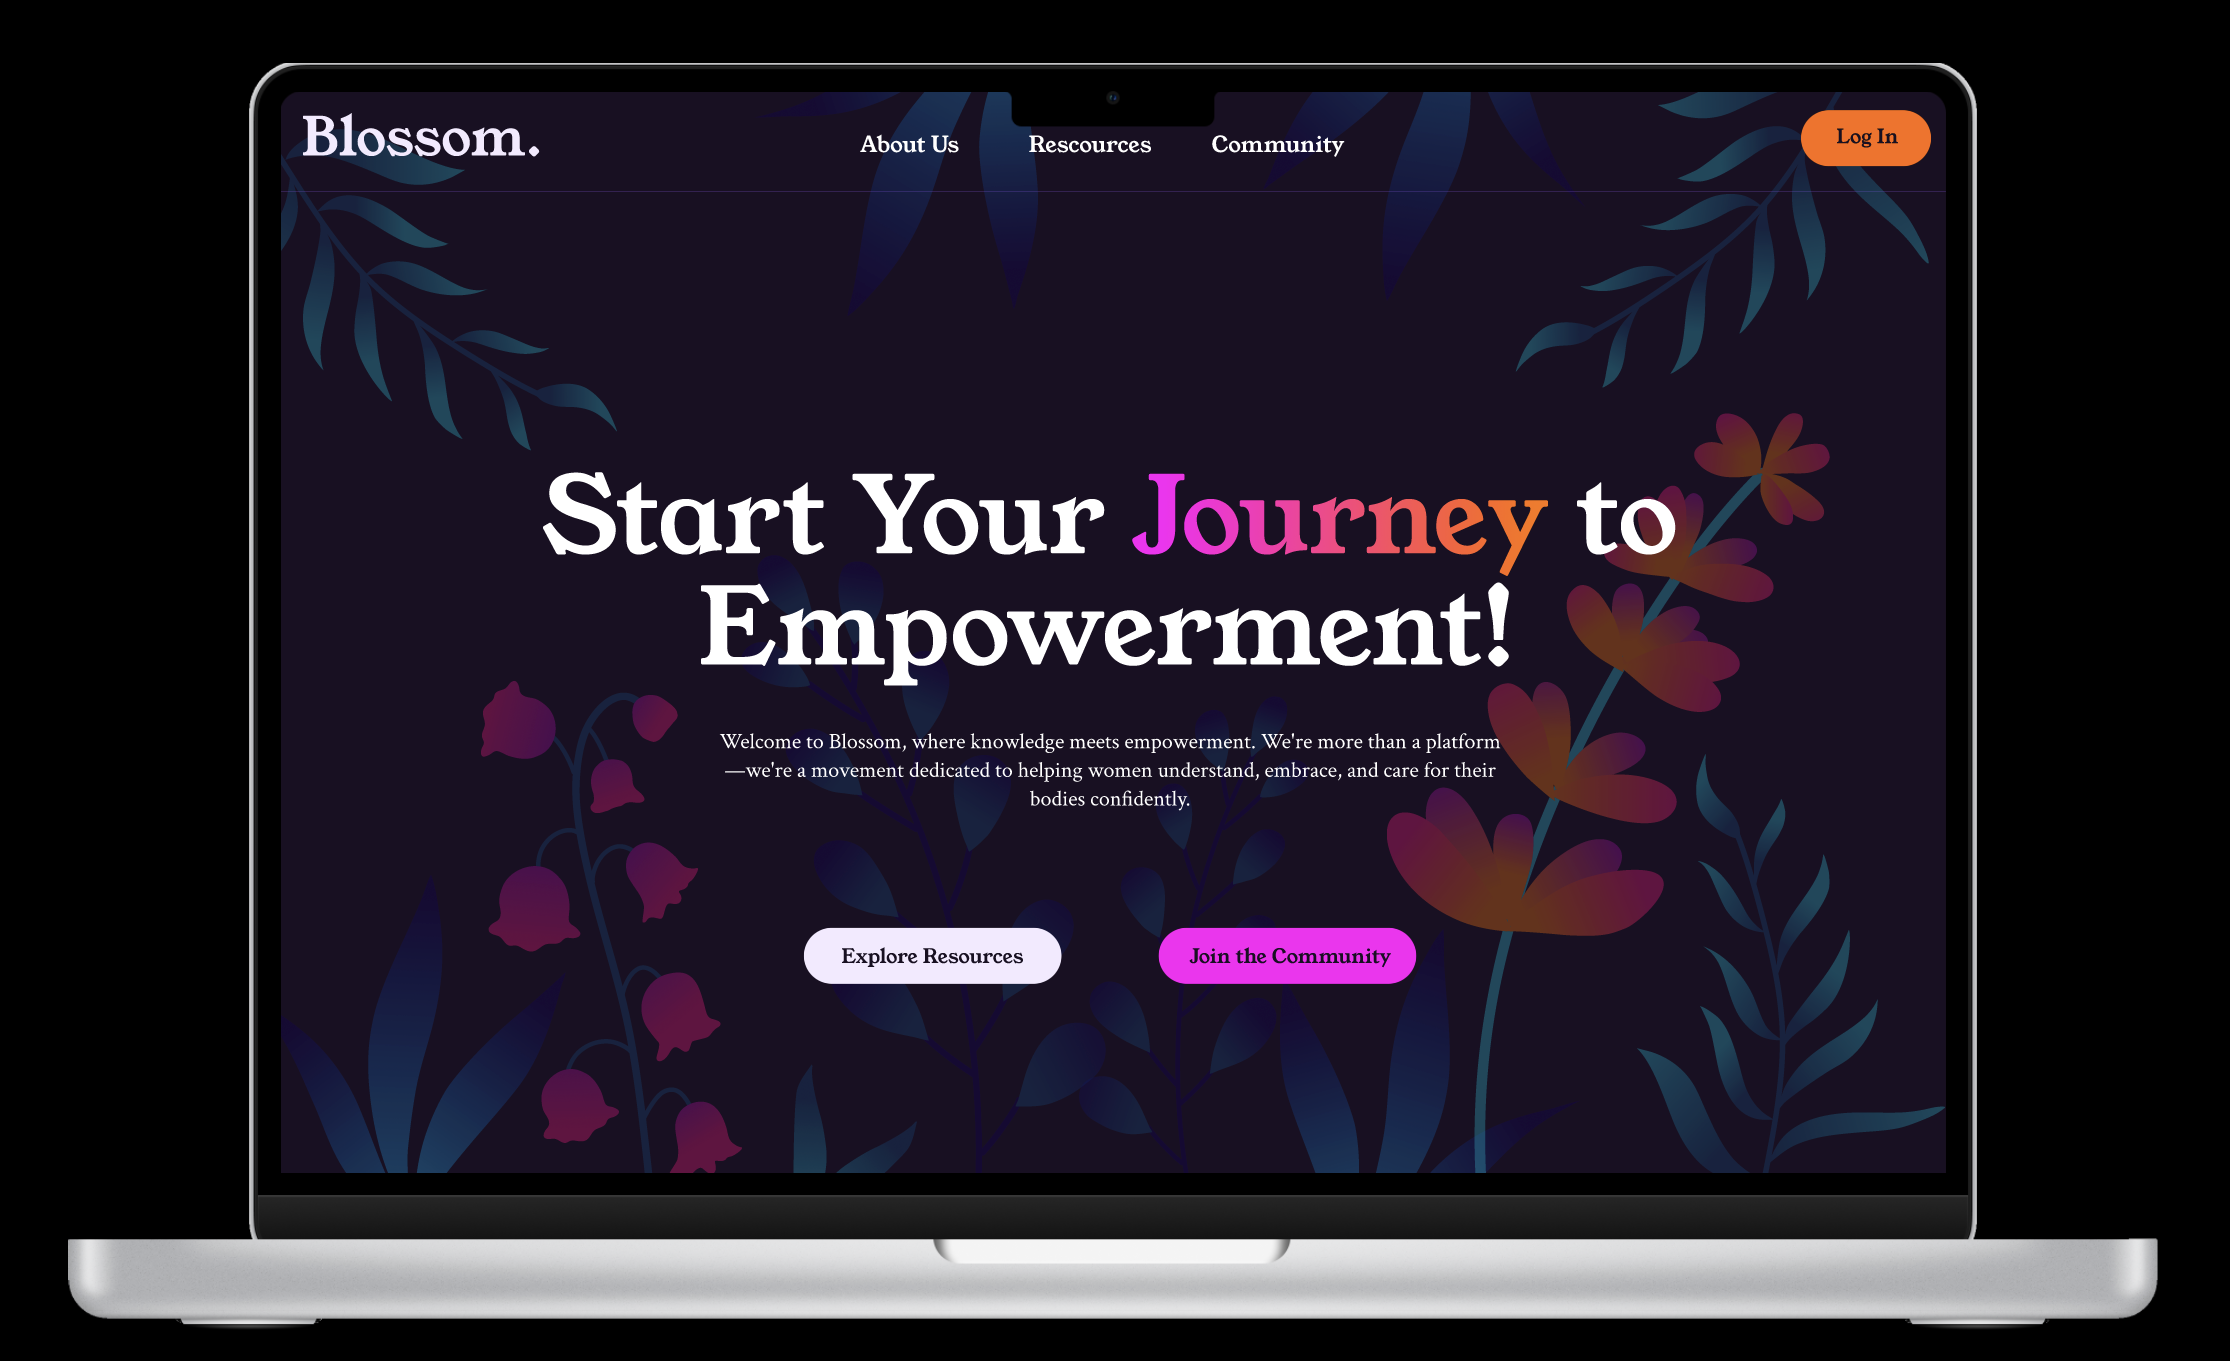 Blossom.
About Us
Rescources
Community
Log In
Start Your Journey to
Empowerment!
Welcome to Blossom, where knowledge meets empowerment. We're more than a platform
—we're a movement dedicated to helping women understand, embrace, and care for their
bodies confidently.
Explore Resources
Join the Community